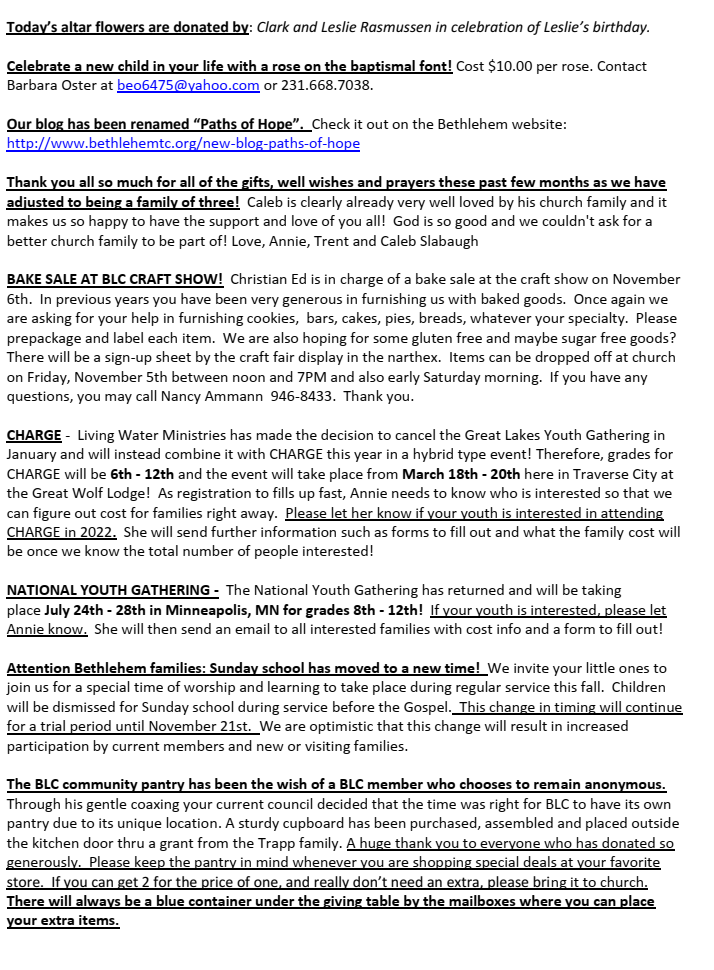 Today's altar flowers are donated by: Clark and Leslie Rasmussen in celebration of Leslie's birthday.
Celebrate a new child in your life with a rose on the baptismal font! Cost $10.00 per rose. Contact
Barbara Oster at beo6475@yahoo.com or 231.668.7038.
Our blog has been renamed “Paths of Hope”. Check it out on the Bethlehem website:
http://www.bethlehemtc.org/new-blog-paths-of-hope
Thank you all so much for all of the gifts, well wishes and prayers these past few months as we have
adjusted to being a family of three! Caleb is clearly already very well loved by his church family and it
makes us so happy to have the support and love of you all! God is so good and we couldn't ask for a
better church family to be part of! Love, Annie, Trent and Caleb Slabaugh
BAKE SALE AT BLC CRAFT SHOW! Christian Ed is in charge of a bake sale at the craft show on November
6th. In previous years you have been very generous in furnishing us with baked goods. Once again we
are asking for your help in furnishing cookies, bars, cakes, pies, breads, whatever your specialty. Please
prepackage and label each item. We are also hoping for some gluten free and maybe sugar free goods?
There will be a sign-up sheet by the craft fair display in the narthex. Items can be dropped off at church
on Friday, November 5th between noon and 7PM and also early Saturday morning. If you have any
questions, you may call Nancy Ammann 946-8433. Thank you.
CHARGE - Living Water Ministries has made the decision to cancel the Great Lakes Youth Gathering in
January and will instead combine it with CHARGE this year in a hybrid type event! Therefore, grades for
CHARGE will be 6th - 12th and the event will take place from March 18th - 20th here in Traverse City at
the Great Wolf Lodge! As registration to fills up fast, Annie needs to know who is interested so that we
can figure out cost for families right away. Please let her know if your youth is interested in attending
CHARGE in 2022. She will send further information such as forms to fill out and what the family cost will
be once we know the total number of people interested!
NATIONAL YOUTH GATHERING - The National Youth Gathering has returned and will be taking
place July 24th - 28th in Minneapolis, MN for grades 8th - 12th! If your youth is interested, please let
Annie know. She will then send an email to all interested families with cost info and a form to fill out!
Attention Bethlehem families: Sunday school has moved to a new time! We invite your little ones to
join us for a special time of worship and learning to take place during regular service this fall. Children
will be dismissed for Sunday school during service before the Gospel. This change in timing will continue
for a trial period until November 21st. We are optimistic that this change will result in increased
participation by current members and new or visiting families.
The BLC community pantry has been the wish of a BLC member who chooses to remain anonymous.
Through his gentle coaxing your current council decided that the time was right for BLC to have its own
pantry due to its unique location. A sturdy cupboard has been purchased, assembled and placed outside
the kitchen door thru a grant from the Trapp family. A huge thank you to everyone who has donated so
generously. Please keep the pantry in mind whenever you are shopping special deals at your favorite
store. If you can get 2 for the price of one, and really don't need an extra, please bring it to church.
There will always be a blue container under the giving table by the mailboxes where you can place
your extra items.